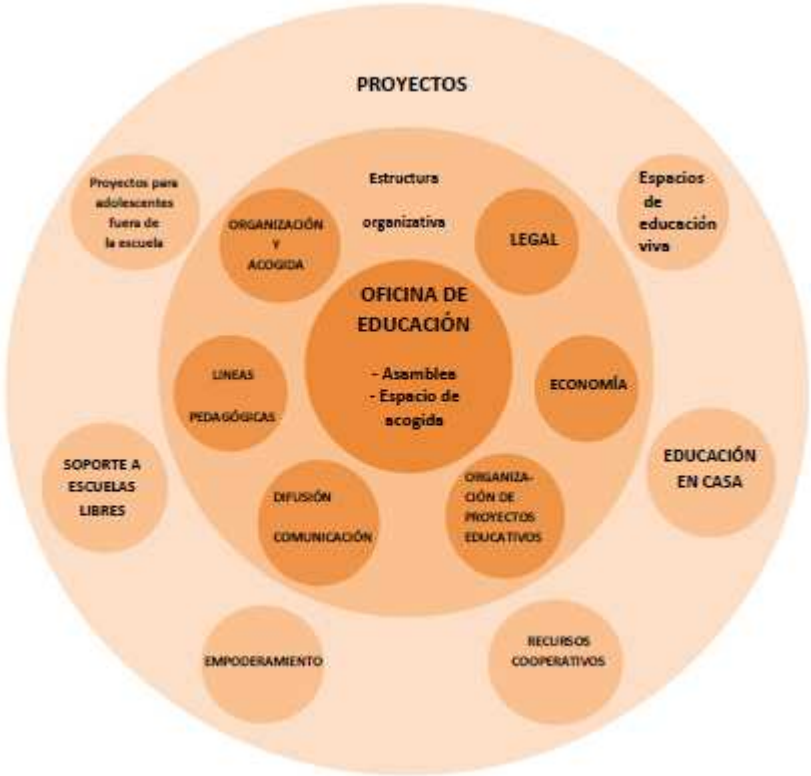 PROYECTOS
Proyectos para
adolescentes
fuera de
la escuela
Estructura
organizativa
Espacios
de
educación
viva
ORGANIZACIÓN
Y
ACOGIDA
LEGAL
OFICINA DE
EDUCACIÓN
- Asamblea
- Espacio de
acogida
LINEAS
PEDAGÓGICAS
ECONOMÍA
SOPORTE A
ESCUELAS
LIBRES
EDUCACIÓN
EN CASA
DIFUSIÓN
COMUNICACIÓN
ORGANIZA-
CIÓN DE
PROYECTOS
EDUCATIVOS
EMPODERAMIENTO
RECURSOS
COOPERATIVOS